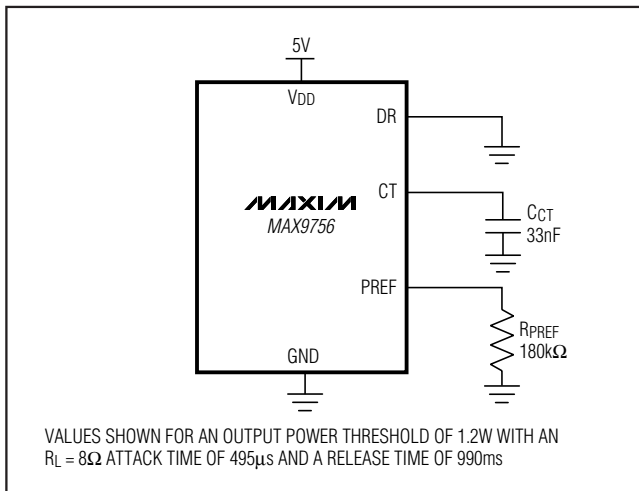 5V
VDD
DR
CT
MAXIM
MAX9756
CCT
33nF
PREF
RPREF
180kΩ
GND
VALUES SHOWN FOR AN OUTPUT POWER THRESHOLD OF 1.2W WITH AN
RL = 8Ω ATTACK TIME OF 495µs AND A RELEASE TIME OF 990ms